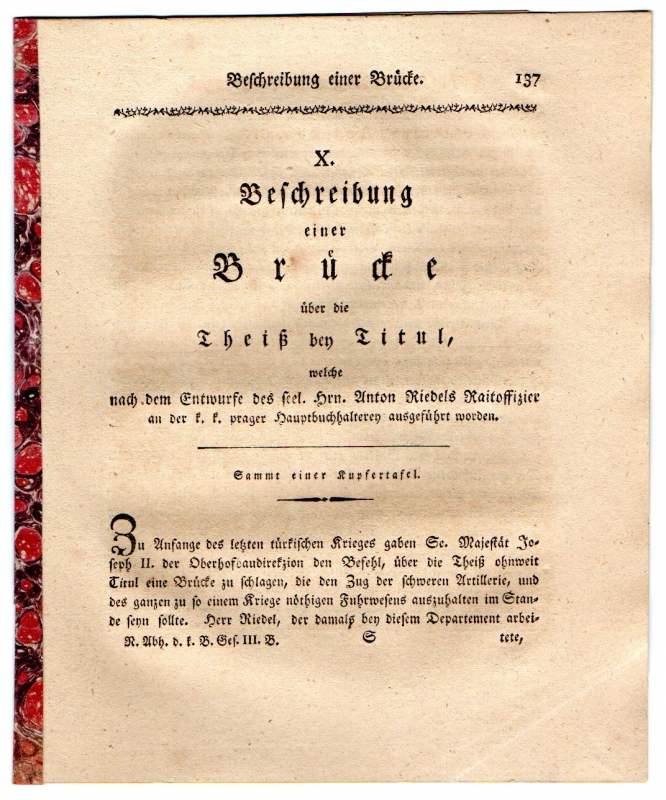 Beschreibung einer Brücke. 137
X.
Beschreibung
einer
Brücke
über die
Theiß bey Titul,
welche
nach dem Entwurfe des seel. Hrn. Anton Riedels Raitoffizier
an der k. k. prager Hauptbuchhalterey ausgeführt worden.
Sammt einer Kupfertafel.
Zu Anfange des letzten türkischen Krieges gaben Se. Majestät Jo-
seph II. der Oberhofbaudirekzion den Befehl, über die Theiß ohnweit
Titul eine Brücke zu schlagen, die den Zug der schweren Artillerie, und
des ganzen zu so einem Kriege nöthigen Fuhrwesens auszuhalten im Stan-
de seyn sollte. Herr Riedel, der damals bey diesem Departement arbei-
N. Abh. d. k. B. Ges. III. B. S tete,